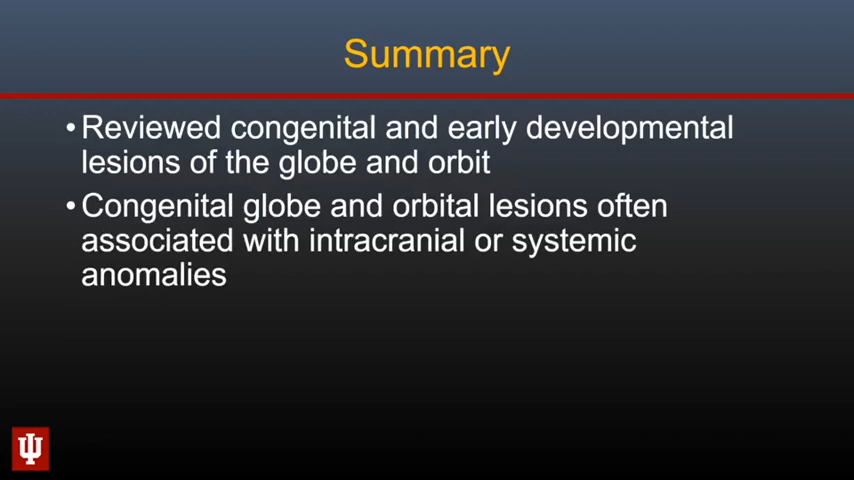 Summary
•Reviewed congenital and early developmental
lesions of the globe and orbit
•Congenital globe and orbital lesions often
associated with intracranial or systemic
anomalies